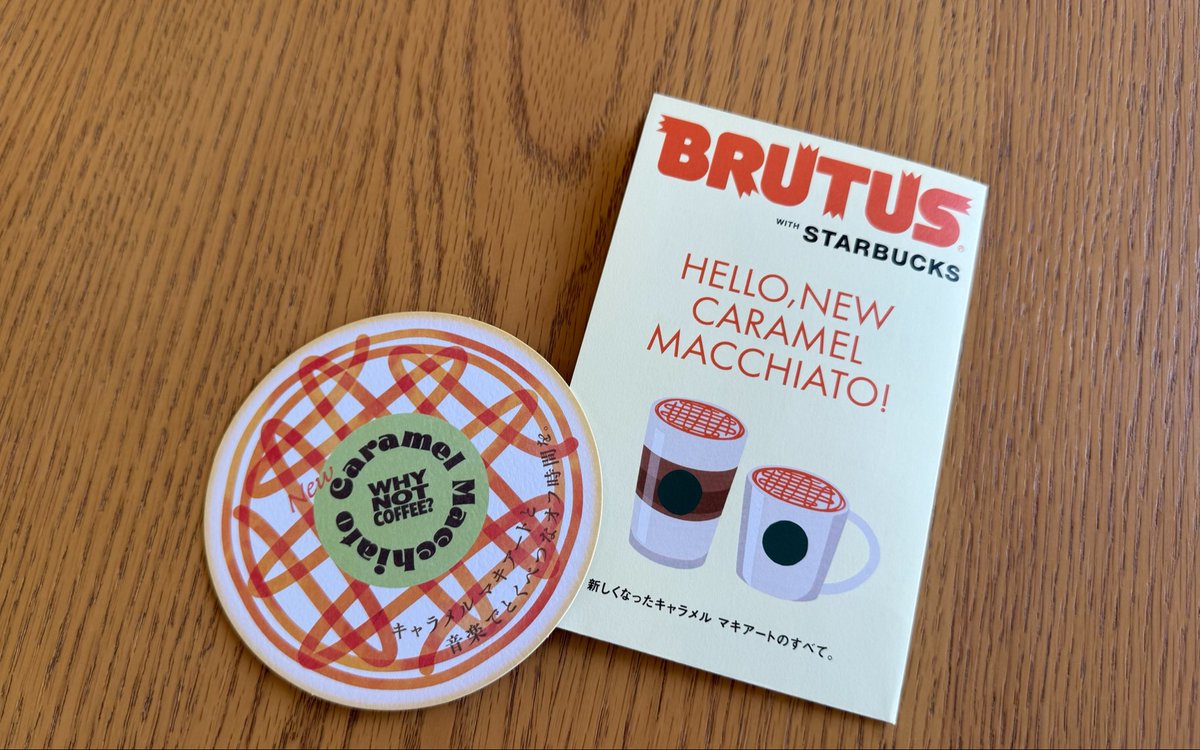 New
Caramel Macchiato
WHY
NOT
COFFEE?
キャラメル マキアートと
音楽でとくべつなオフ時間を。
BRUTUS®
WITH STARBUCKS
HELLO, NEW
CARAMEL
MACCHIATO!
新しくなったキャラメル マキアートのすべて。